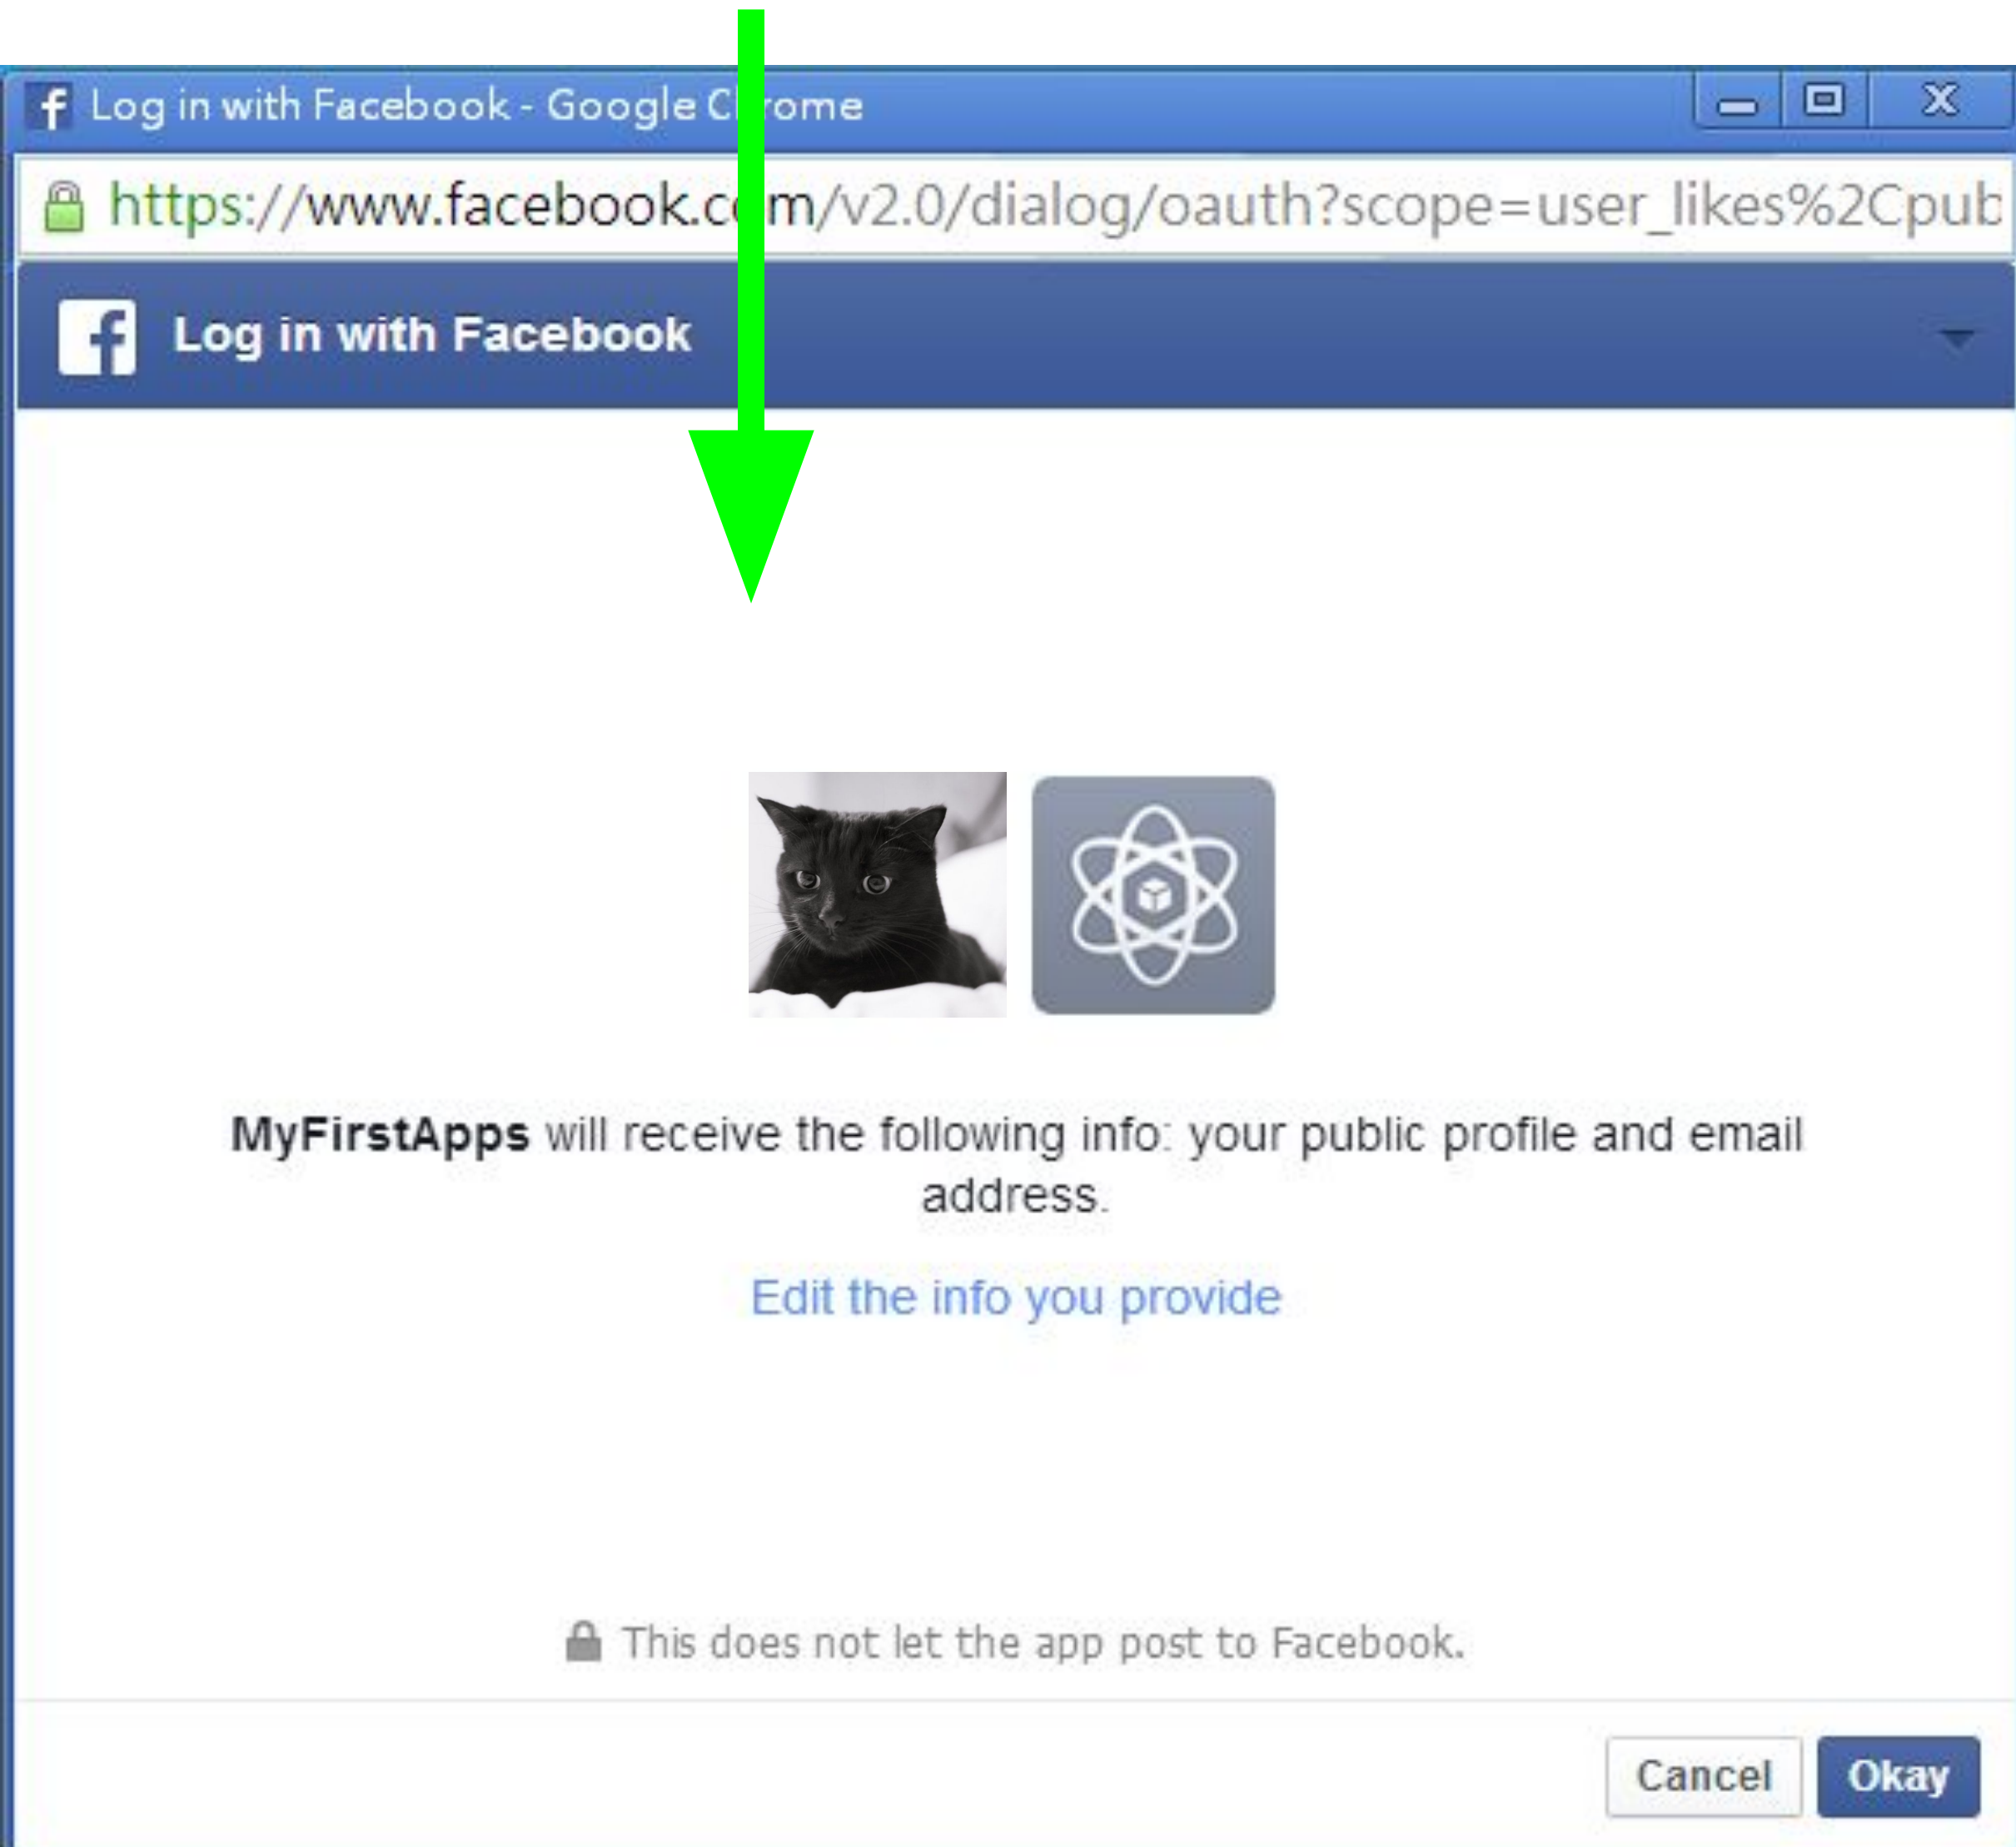 Log in with Facebook - Google Chrome
https://www.facebook.com/v2.0/dialog/oauth?scope=user_likes%2Cpub
Log in with Facebook
MyFirstApps will receive the following info: your public profile and email
address.
Edit the info you provide
This does not let the app post to Facebook.
Cancel Okay